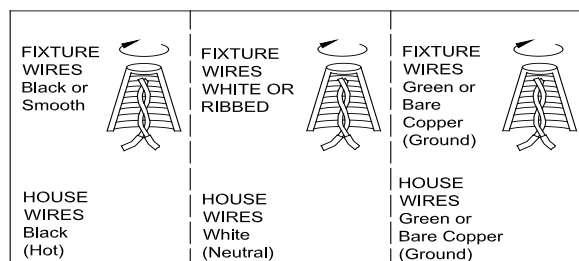 FIXTURE
WIRES
Black or
Smooth
HOUSE
WIRES
Black
(Hot)
FIXTURE
WIRES
WHITE OR
RIBBED
HOUSE
WIRES
White
(Neutral)
FIXTURE
WIRES
Green or
Bare
Copper
(Ground)
HOUSE
WIRES
Green or
Bare Copper
(Ground)